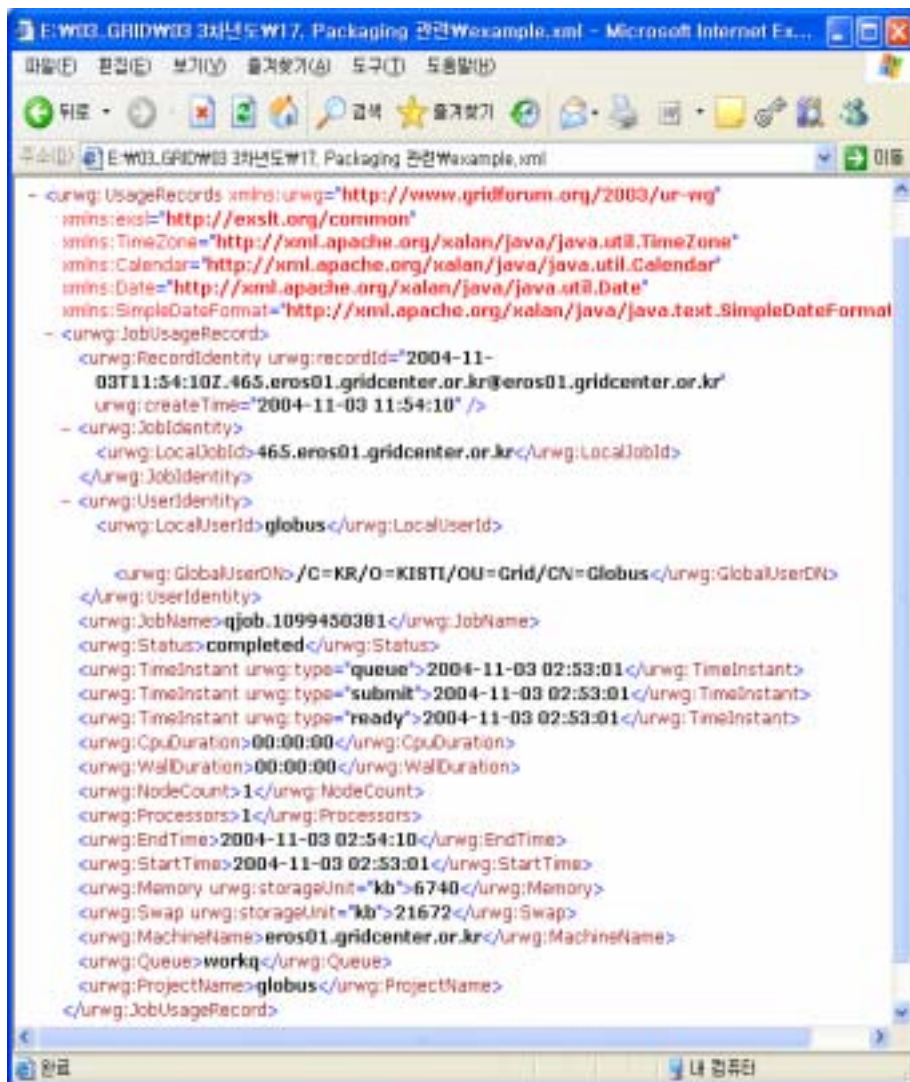 E:₩03_GRID₩03 3차년도₩17, Packaging 관련₩example.xml - Microsoft Internet Ex...
파일(F) 편집(E) 보기(V) 즐겨찾기(A) 도구(T) 도움말(H)
뒤로 검색 즐겨찾기
주소(D) E:₩03_GRID₩03 3차년도₩17, Packaging 관련₩example.xml 이동
- <urwg:UsageRecords xmlns:urwg="http://www.gridforum.org/2003/ur-wg"
xmlns:exsl="http://exslt.org/common"
xmlns:TimeZone="http://xml.apache.org/xalan/java/java.util.TimeZone"
xmlns:Calendar="http://xml.apache.org/xalan/java/java.util.Calendar"
xmlns:Date="http://xml.apache.org/xalan/java/java.util.Date"
xmlns:SimpleDateFormat="http://xml.apache.org/xalan/java/java.text.SimpleDateFormat
- <urwg:JobUsageRecord>
<urwg:RecordIdentity urwg:recordId="2004-11-
03T11:54:10Z.465.eros01.gridcenter.or.kr@eros01.gridcenter.or.kr"
urwg:createTime="2004-11-03 11:54:10" />
- <urwg:JobIdentity>
<urwg:LocalJobId>465.eros01.gridcenter.or.kr</urwg:LocalJobId>
</urwg:JobIdentity>
- <urwg:UserIdentity>
<urwg:LocalUserId>globus</urwg:LocalUserId>
<urwg:GlobalUserDN>/C=KR/O=KISTI/OU=Grid/CN=Globus</urwg:GlobalUserDN>
</urwg:UserIdentity>
<urwg:JobName>qjob.1099450381</urwg:JobName>
<urwg:Status>completed</urwg:Status>
<urwg:TimeInstant urwg:type="queue">2004-11-03 02:53:01</urwg:TimeInstant>
<urwg:TimeInstant urwg:type="submit">2004-11-03 02:53:01</urwg:TimeInstant>
<urwg:TimeInstant urwg:type="ready">2004-11-03 02:53:01</urwg:TimeInstant>
<urwg:CpuDuration>00:00:00</urwg:CpuDuration>
<urwg:WallDuration>00:00:00</urwg:WallDuration>
<urwg:NodeCount>1</urwg:NodeCount>
<urwg:Processors>1</urwg:Processors>
<urwg:EndTime>2004-11-03 02:54:10</urwg:EndTime>
<urwg:StartTime>2004-11-03 02:53:01</urwg:StartTime>
<urwg:Memory urwg:storageUnit="kb">6740</urwg:Memory>
<urwg:Swap urwg:storageUnit="kb">21672</urwg:Swap>
<urwg:MachineName>eros01.gridcenter.or.kr</urwg:MachineName>
<urwg:Queue>workq</urwg:Queue>
<urwg:ProjectName>globus</urwg:ProjectName>
</urwg:JobUsageRecord>
완료 내 컴퓨터